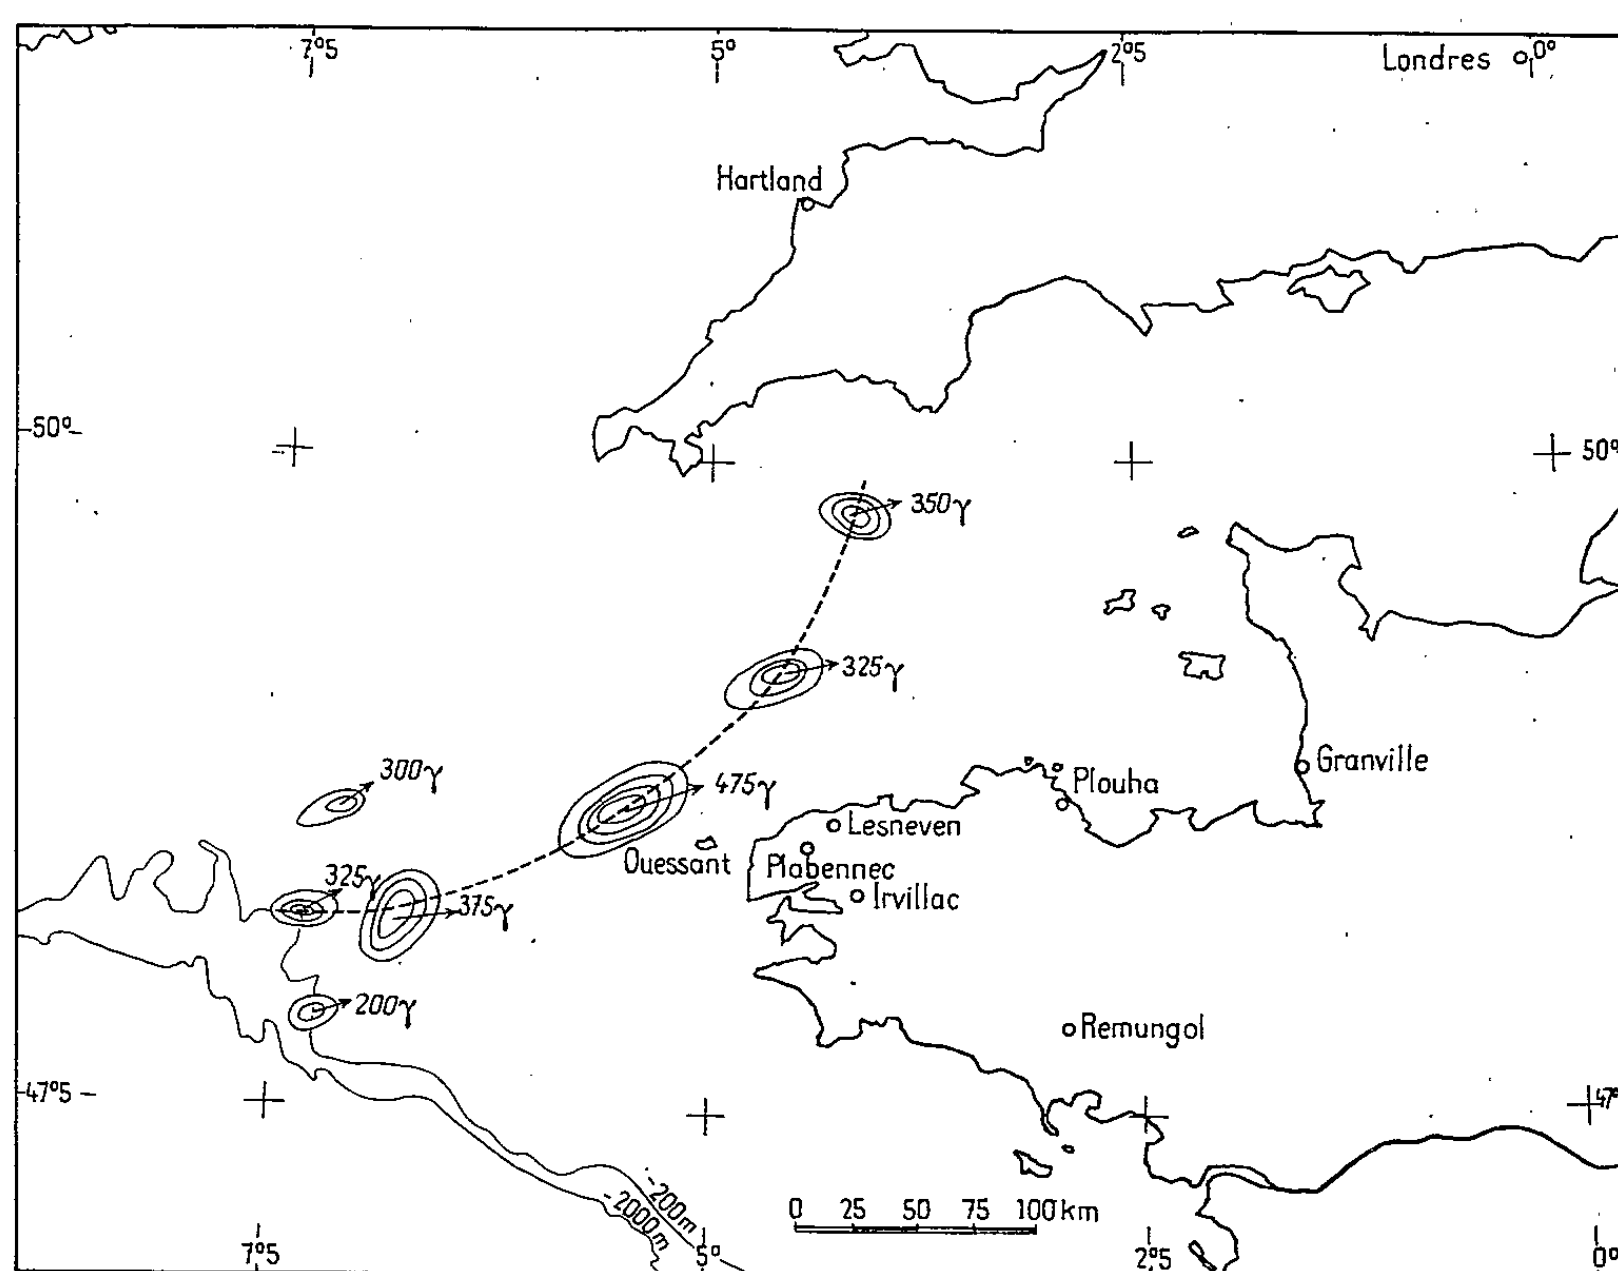 7°5
5°
2°5
Londres
0°
Hartland
50°
50°
350γ
325γ
300γ
475γ
Granville
Plouha
Lesneven
Ouessant
Plabennec
325γ
Irvillac
375γ
200γ
Remungol
47°5
47°
0 25 50 75 100km
-200m
-2000m
7°5
5°
2°5
0°